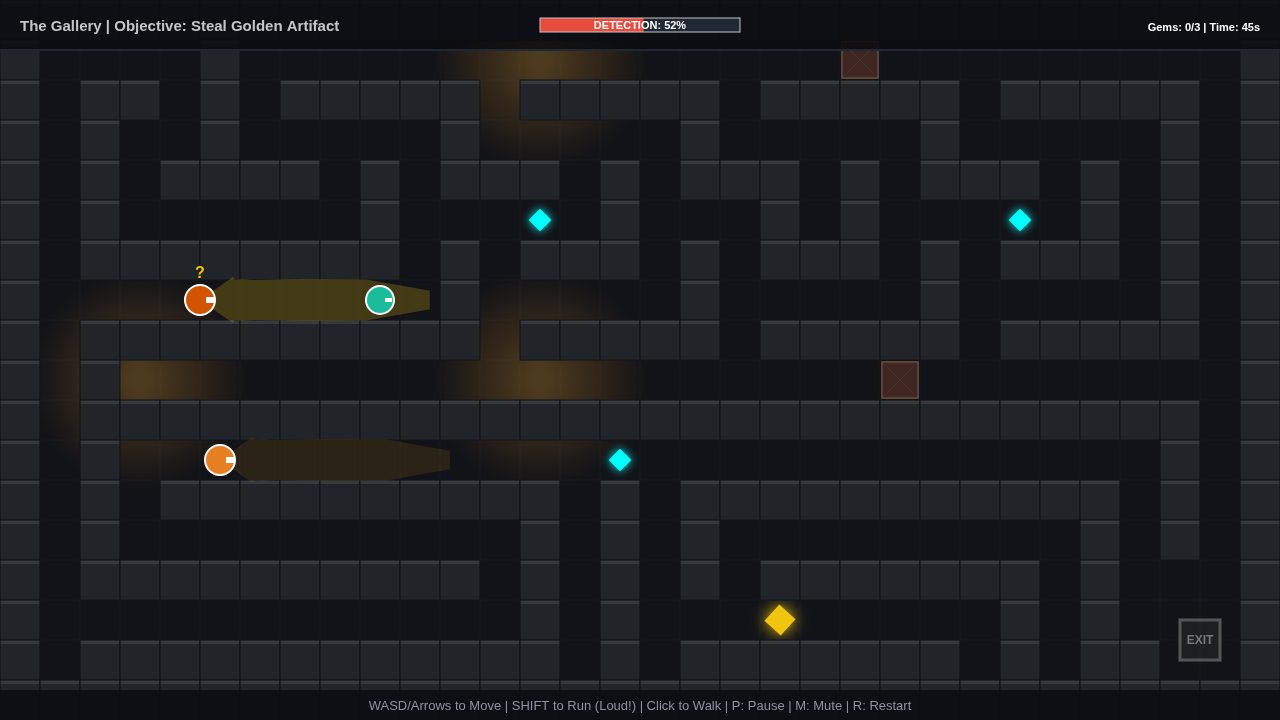 The Gallery | Objective: Steal Golden Artifact
DETECTION: 52%
Gems: 0/3 | Time: 45s
?
EXIT
WASD/Arrows to Move | SHIFT to Run (Loud!) | Click to Walk | P: Pause | M: Mute | R: Restart